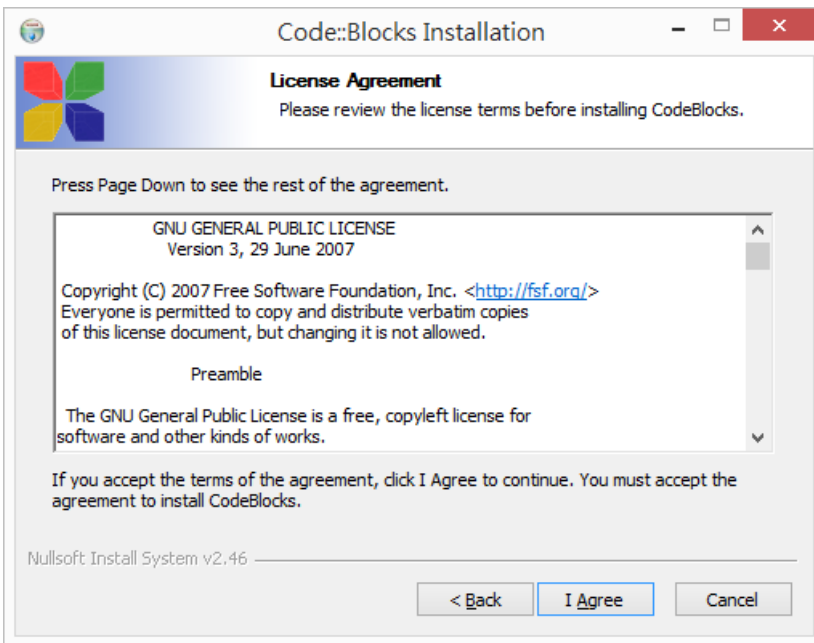 Code::Blocks Installation
License Agreement
Please review the license terms before installing CodeBlocks.
Press Page Down to see the rest of the agreement.
GNU GENERAL PUBLIC LICENSE
Version 3, 29 June 2007
Copyright (C) 2007 Free Software Foundation, Inc. <http://fsf.org/>
Everyone is permitted to copy and distribute verbatim copies
of this license document, but changing it is not allowed.
Preamble
The GNU General Public License is a free, copyleft license for
software and other kinds of works.
If you accept the terms of the agreement, click I Agree to continue. You must accept the
agreement to install CodeBlocks.
Nullsoft Install System v2.46
< Back I Agree Cancel